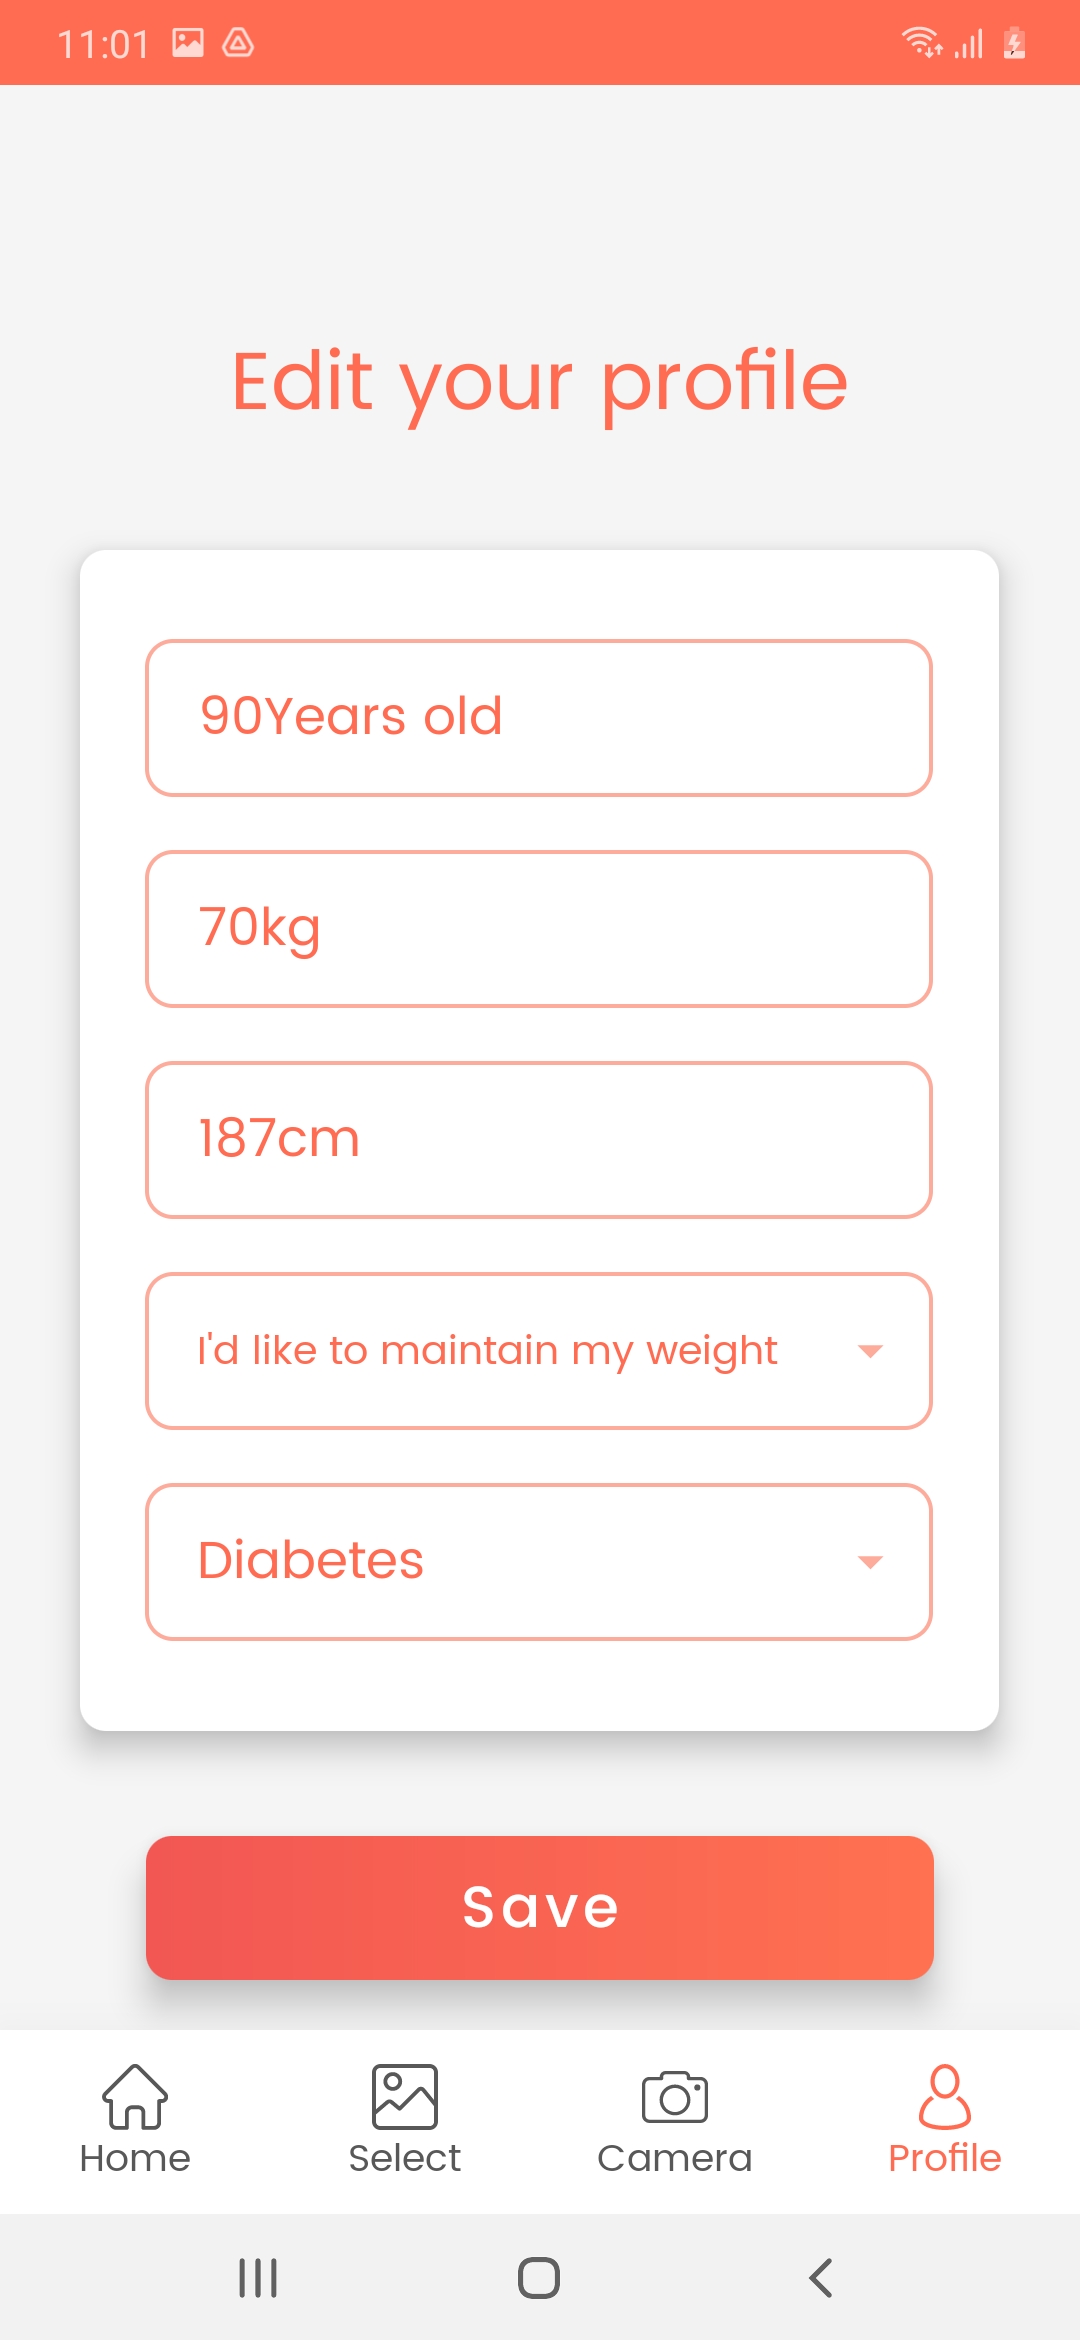 11:01
Edit your profile
90Years old
70kg
187cm
I'd like to maintain my weight
Diabetes
Save
Home Select Camera Profile